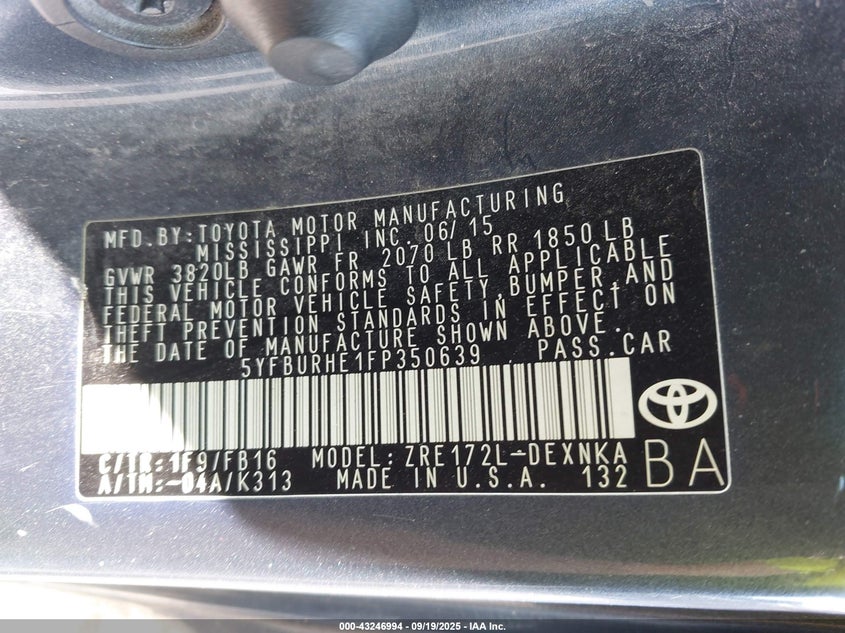 MFD. BY: TOYOTA MOTOR MANUFACTURING
MISSISSIPPI INC. 06/15
GVWR 3820LB GAWR FR 2070 LB RR 1850 LB
THIS VEHICLE CONFORMS TO ALL APPLICABLE
FEDERAL MOTOR VEHICLE SAFETY, BUMPER, AND
THEFT PREVENTION STANDARDS IN EFFECT ON
THE DATE OF MANUFACTURE SHOWN ABOVE.
5YFBURHE1FP350639 PASS. CAR
C/TR: 1F9/FB16 MODEL: ZRE172L-DEXNKA
A/TM: -04A/K313 MADE IN U.S.A. 132
BA
000-43246994 - 09/19/2025 - IAA Inc.